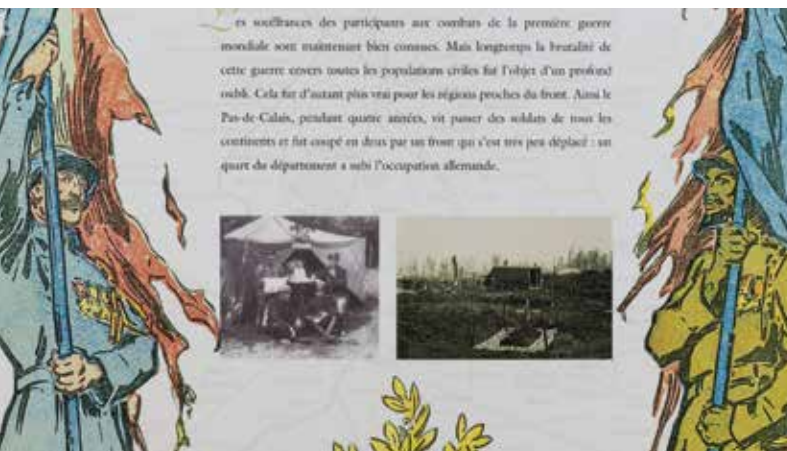 Les souffrances des participants aux combats de la première guerre
mondiale sont maintenant bien connues. Mais longtemps la brutalité de
cette guerre envers toutes les populations civiles fut l'objet d'un profond
oubli. Cela fut d'autant plus vrai pour les régions proches du front. Ainsi le
Pas-de-Calais, pendant quatre années, vit passer des soldats de tous les
continents et fut coupé en deux par un front qui s'est très peu déplacé : un
quart du département a subi l'occupation allemande.